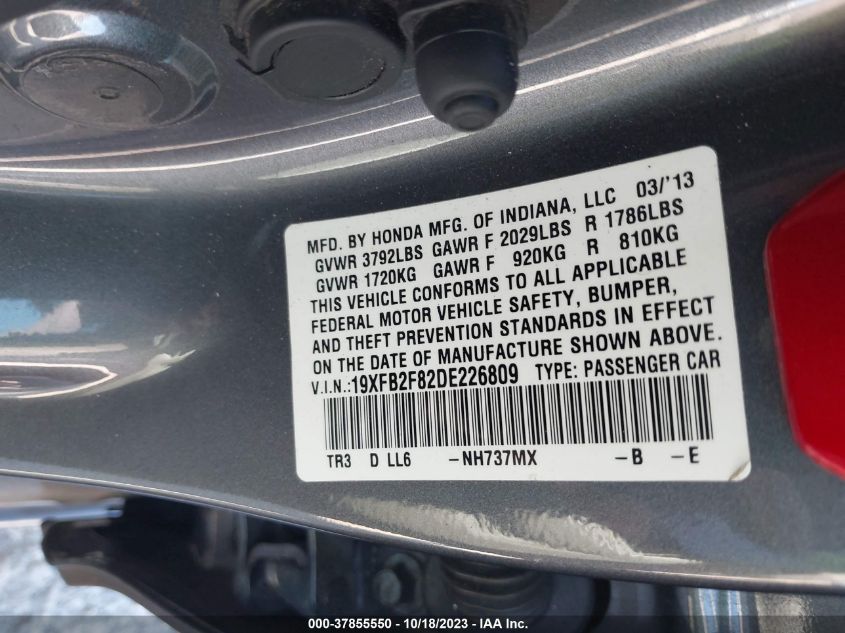 MFD. BY HONDA MFG. OF INDIANA, LLC 03/'13
GVWR 3792LBS GAWR F 2029LBS R 1786LBS
GVWR 1720KG GAWR F 920KG R 810KG
THIS VEHICLE CONFORMS TO ALL APPLICABLE
FEDERAL MOTOR VEHICLE SAFETY, BUMPER,
AND THEFT PREVENTION STANDARDS IN EFFECT
ON THE DATE OF MANUFACTURE SHOWN ABOVE.
V.I.N.:19XFB2F82DE226809 TYPE: PASSENGER CAR
TR3 D LL6 -NH737MX -B -E
000-37855550 - 10/18/2023 - IAA Inc.